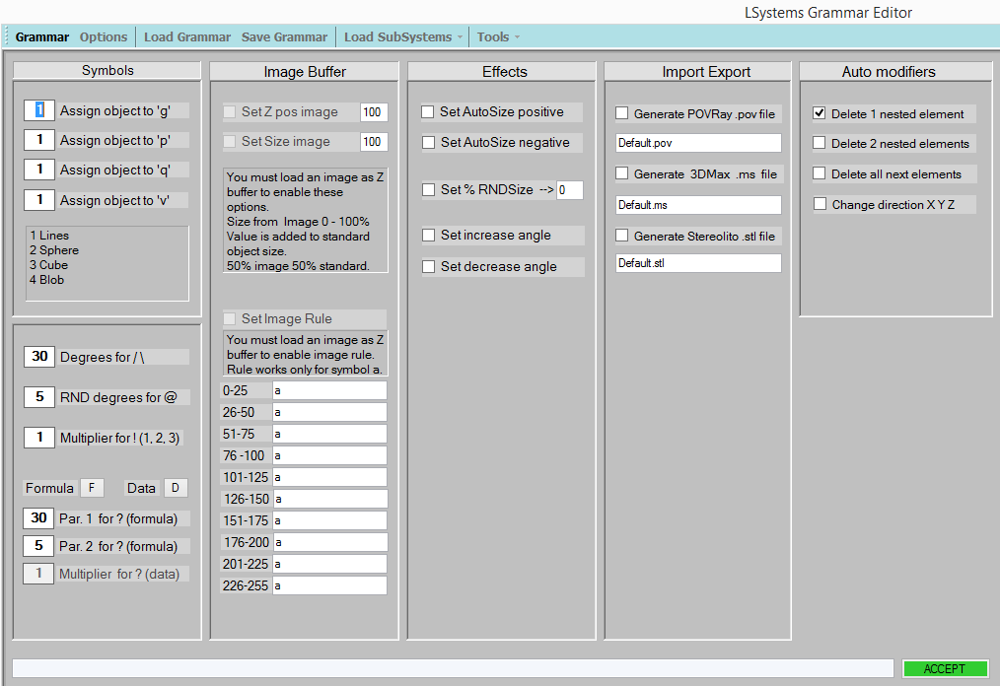 LSystems Grammar Editor
Grammar Options Load Grammar Save Grammar Load SubSystems Tools
Symbols
1 Assign object to 'g'
1 Assign object to 'p'
1 Assign object to 'q'
1 Assign object to 'v'
1 Lines
2 Sphere
3 Cube
4 Blob
30 Degrees for / \
5 RND degrees for @
1 Multiplier for ! (1, 2, 3)
Formula F Data D
30 Par. 1 for ? (formula)
5 Par. 2 for ? (formula)
1 Multiplier for ? (data)
Image Buffer
Set Z pos image 100
Set Size image 100
You must load an image as Z
buffer to enable these
options.
Size from Image 0 - 100%
Value is added to standard
object size.
50% image 50% standard.
Set Image Rule
You must load an image as Z
buffer to enable image rule.
Rule works only for symbol a.
0-25 a
26-50 a
51-75 a
76 -100 a
101-125 a
126-150 a
151-175 a
176-200 a
201-225 a
226-255 a
Effects
Set AutoSize positive
Set AutoSize negative
Set % RNDSize --> 0
Set increase angle
Set decrease angle
Import Export
Generate POVRay .pov file
Default.pov
Generate 3DMax .ms file
Default.ms
Generate Stereolito .stl file
Default.stl
Auto modifiers
Delete 1 nested element
Delete 2 nested elements
Delete all next elements
Change direction X Y Z
ACCEPT